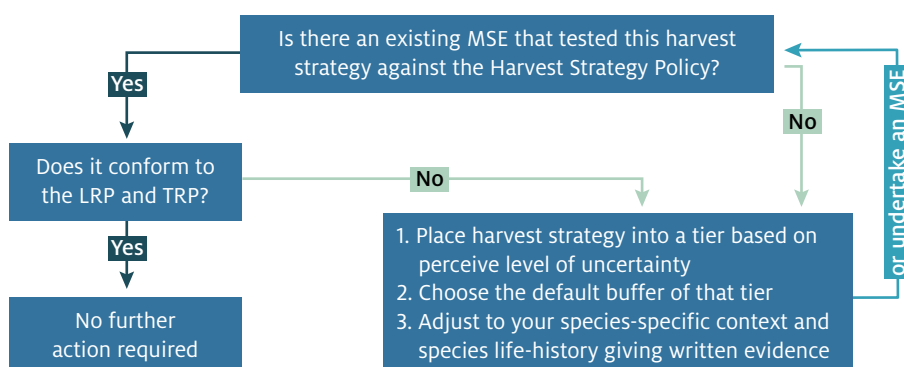 Is there an existing MSE that tested this harvest
strategy against the Harvest Strategy Policy?
Yes
No
or undertake an MSE
Does it conform to
the LRP and TRP?
No
Yes
1. Place harvest strategy into a tier based on
perceive level of uncertainty
2. Choose the default buffer of that tier
3. Adjust to your species-specific context and
species life-history giving written evidence
No further
action required